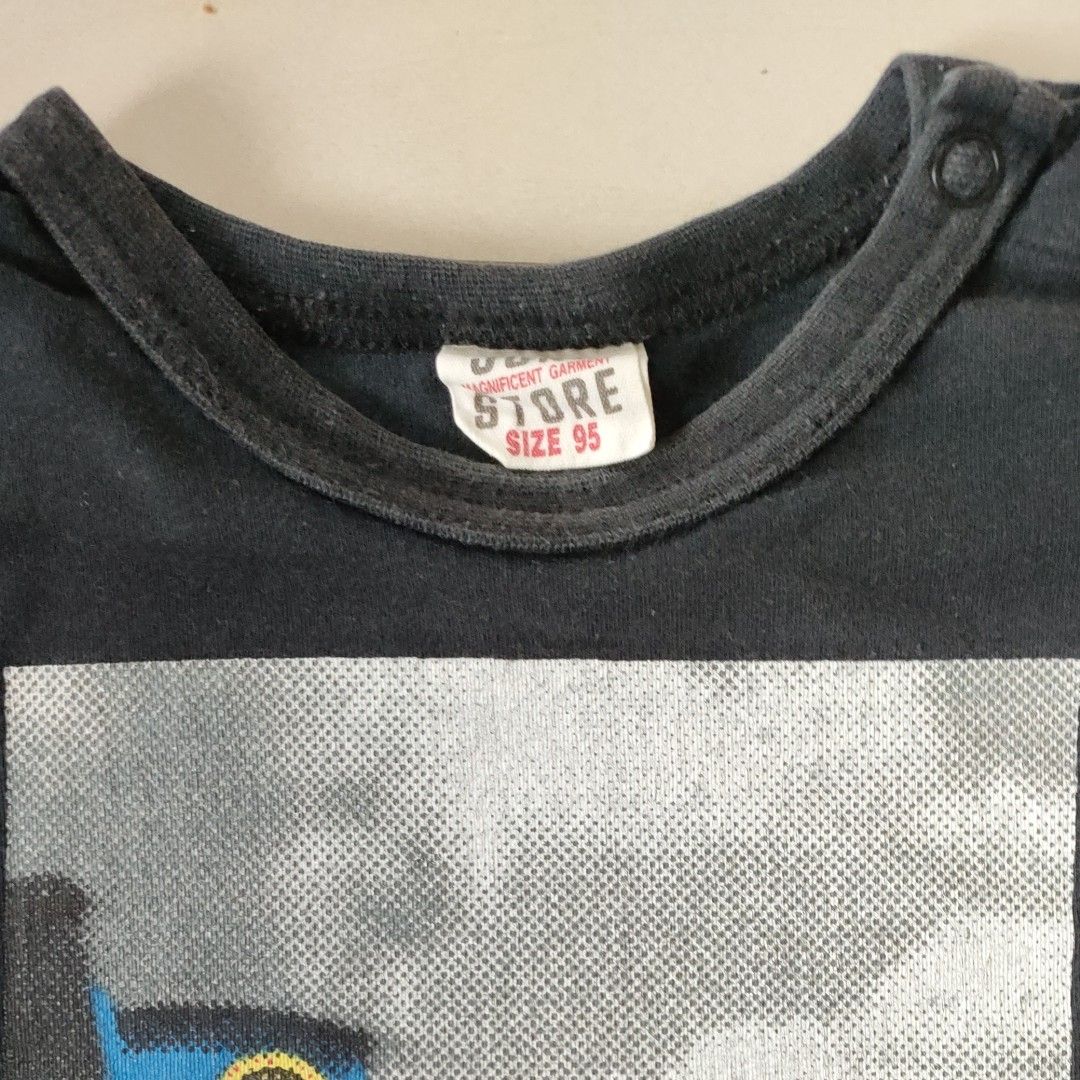 MAGNIFICENT GARMENT
STORE
SIZE 95